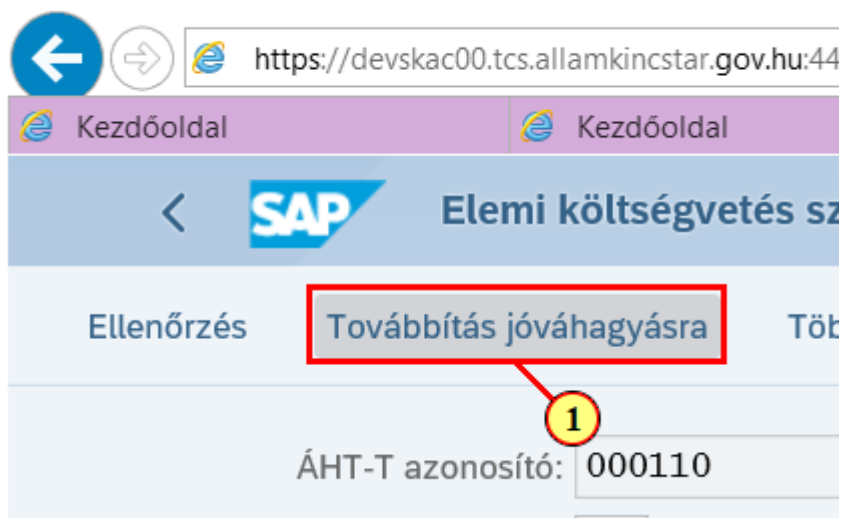 https://devskac00.tcs.allamkincstar.gov.hu:44
Kezdőoldal Kezdőoldal
SAP Elemi költségvetés sz
Ellenőrzés Továbbítás jóváhagyásra Töb
1
ÁHT-T azonosító: 000110